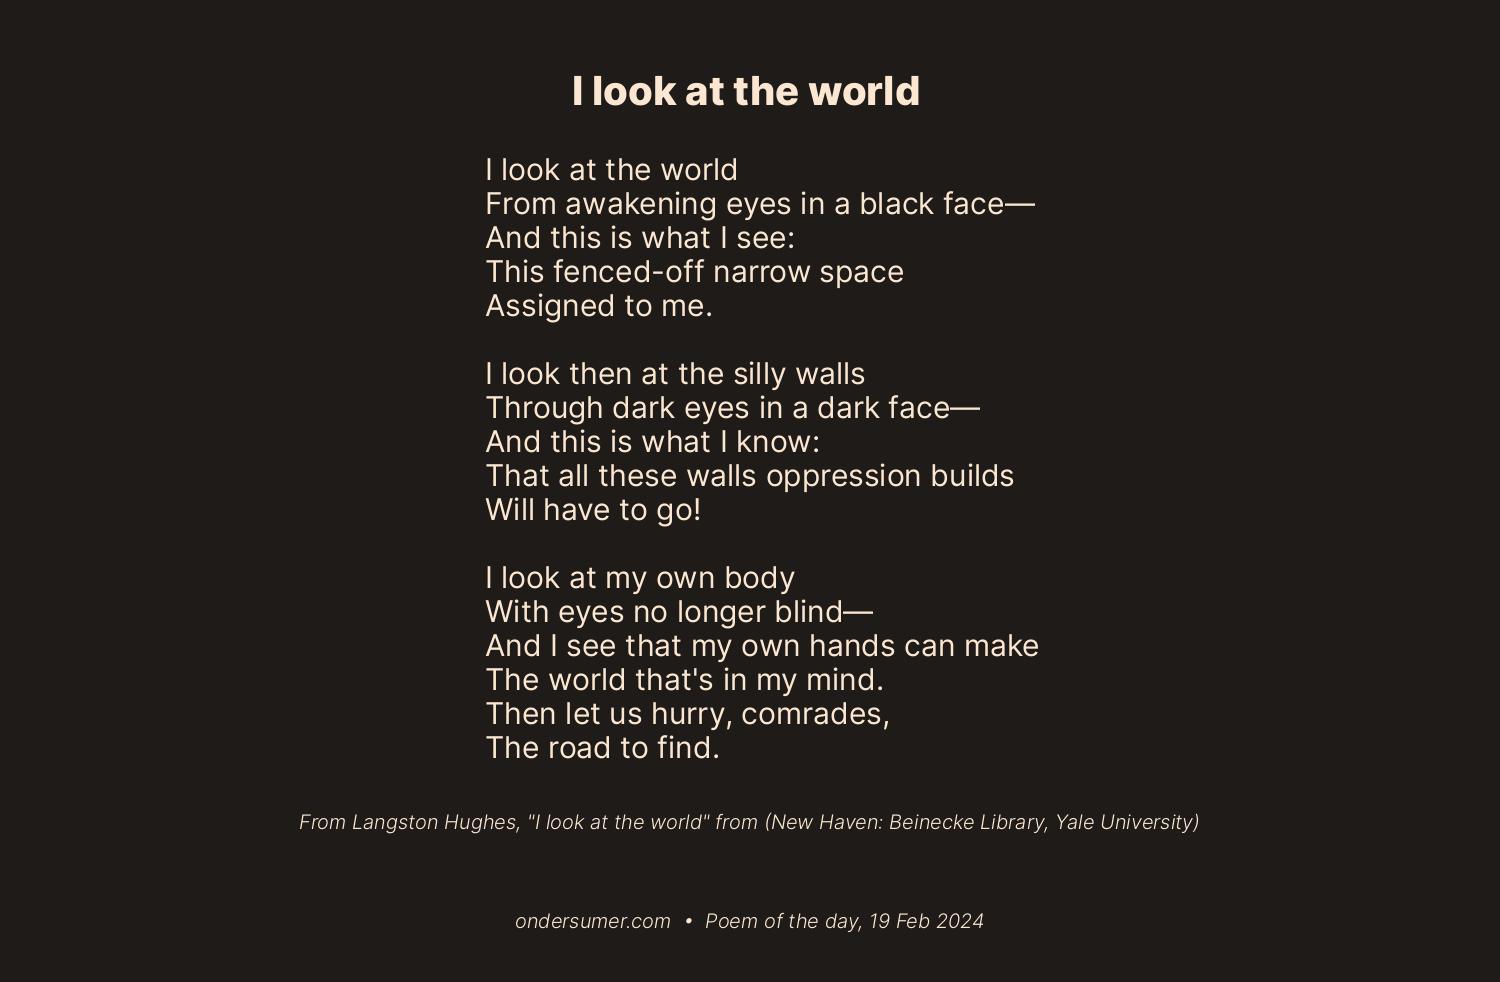 I look at the world
I look at the world
From awakening eyes in a black face—
And this is what I see:
This fenced-off narrow space
Assigned to me.
I look then at the silly walls
Through dark eyes in a dark face—
And this is what I know:
That all these walls oppression builds
Will have to go!
I look at my own body
With eyes no longer blind—
And I see that my own hands can make
The world that's in my mind.
Then let us hurry, comrades,
The road to find.
From Langston Hughes, "I look at the world" from (New Haven: Beinecke Library, Yale University)
ondersumer.com • Poem of the day, 19 Feb 2024